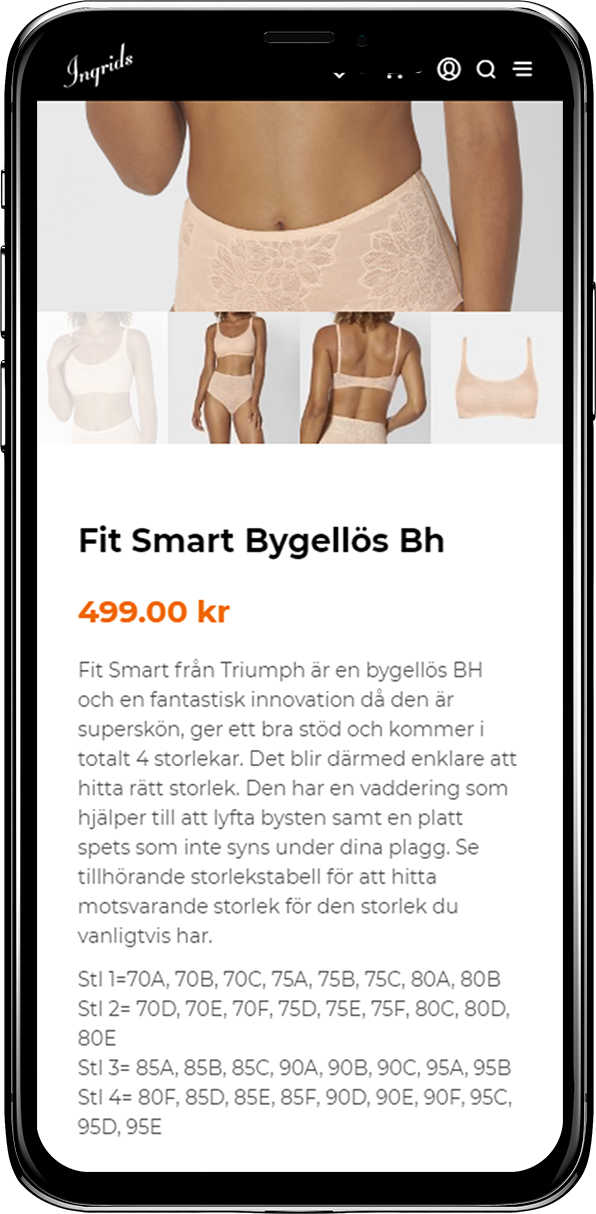 Ingrids
Fit Smart Bygellös Bh
499.00 kr
Fit Smart från Triumph är en bygellös BH
och en fantastisk innovation då den är
superskön, ger ett bra stöd och kommer i
totalt 4 storlekar. Det blir därmed enklare att
hitta rätt storlek. Den har en vaddering som
hjälper till att lyfta bysten samt en platt
spets som inte syns under dina plagg. Se
tillhörande storlekstabell för att hitta
motsvarande storlek för den storlek du
vanligtvis har.
Stl 1=70A, 70B, 70C, 75A, 75B, 75C, 80A, 80B
Stl 2= 70D, 70E, 70F, 75D, 75E, 75F, 80C, 80D,
80E
Stl 3= 85A, 85B, 85C, 90A, 90B, 90C, 95A, 95B
Stl 4= 80F, 85D, 85E, 85F, 90D, 90E, 90F, 95C,
95D, 95E